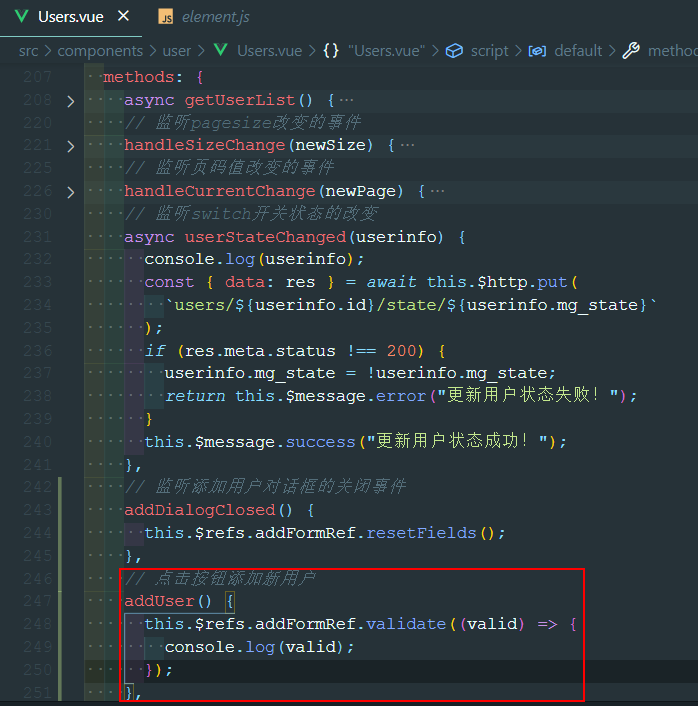 Users.vue × JS element.js
src > components > user > Users.vue > {} "Users.vue" > script > default > metho
207 methods: {
208 async getUserList() { ...
220 // 监听pagesize改变的事件
221 handleSizeChange(newSize) { ...
225 // 监听页码值改变的事件
226 handleCurrentChange(newPage) { ...
230 // 监听switch开关状态的改变
231 async userStateChanged(userinfo) {
232 console.log(userinfo);
233 const { data: res } = await this.$http.put(
234 `users/${userinfo.id}/state/${userinfo.mg_state}`
235 );
236 if (res.meta.status !== 200) {
237 userinfo.mg_state = !userinfo.mg_state;
238 return this.$message.error("更新用户状态失败！");
239 }
240 this.$message.success("更新用户状态成功！");
241 },
242 // 监听添加用户对话框的关闭事件
243 addDialogClosed() {
244 this.$refs.addFormRef.resetFields();
245 },
246 // 点击按钮添加新用户
247 addUser() {
248 this.$refs.addFormRef.validate((valid) => {
249 console.log(valid);
250 });
251 },